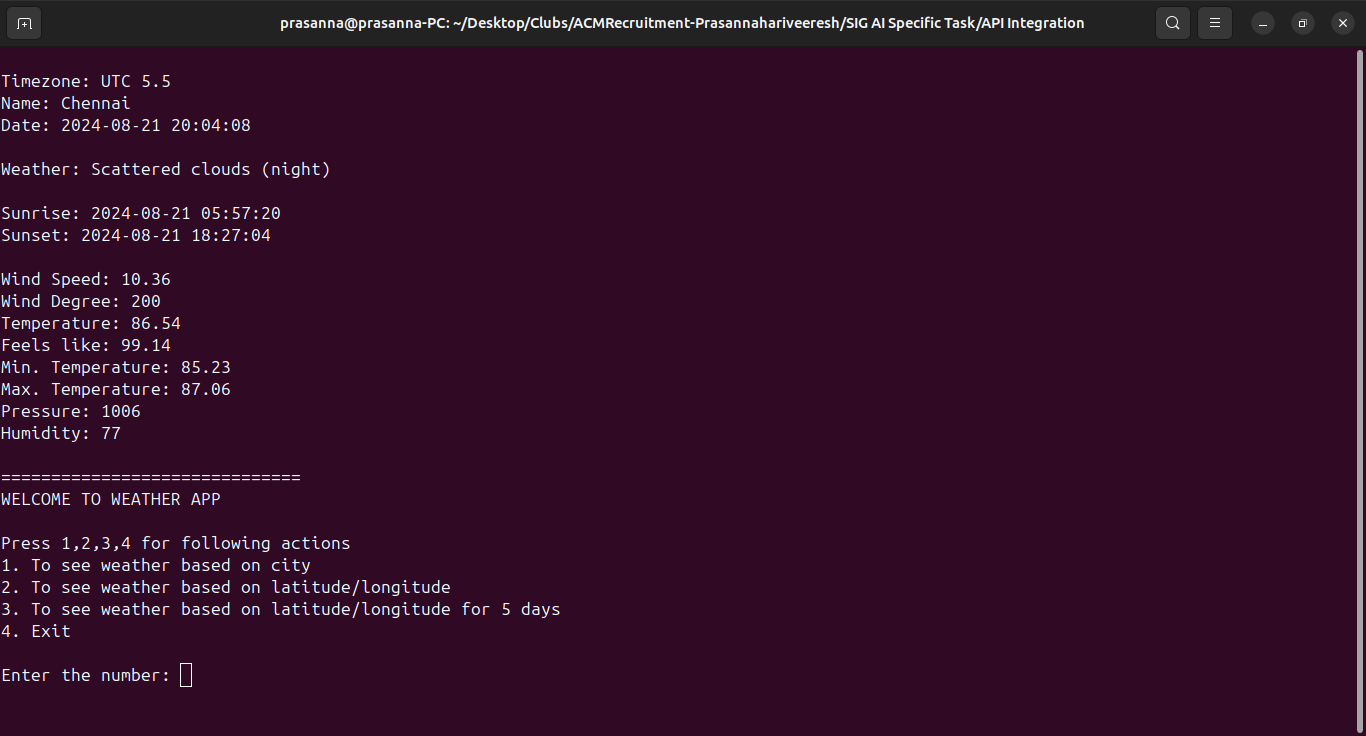 prasanna@prasanna-PC: ~/Desktop/Clubs/ACMRecruitment-Prasannahariveeresh/SIG AI Specific Task/API Integration
Timezone: UTC 5.5
Name: Chennai
Date: 2024-08-21 20:04:08
Weather: Scattered clouds (night)
Sunrise: 2024-08-21 05:57:20
Sunset: 2024-08-21 18:27:04
Wind Speed: 10.36
Wind Degree: 200
Temperature: 86.54
Feels like: 99.14
Min. Temperature: 85.23
Max. Temperature: 87.06
Pressure: 1006
Humidity: 77
==============================
WELCOME TO WEATHER APP
Press 1,2,3,4 for following actions
1. To see weather based on city
2. To see weather based on latitude/longitude
3. To see weather based on latitude/longitude for 5 days
4. Exit
Enter the number: